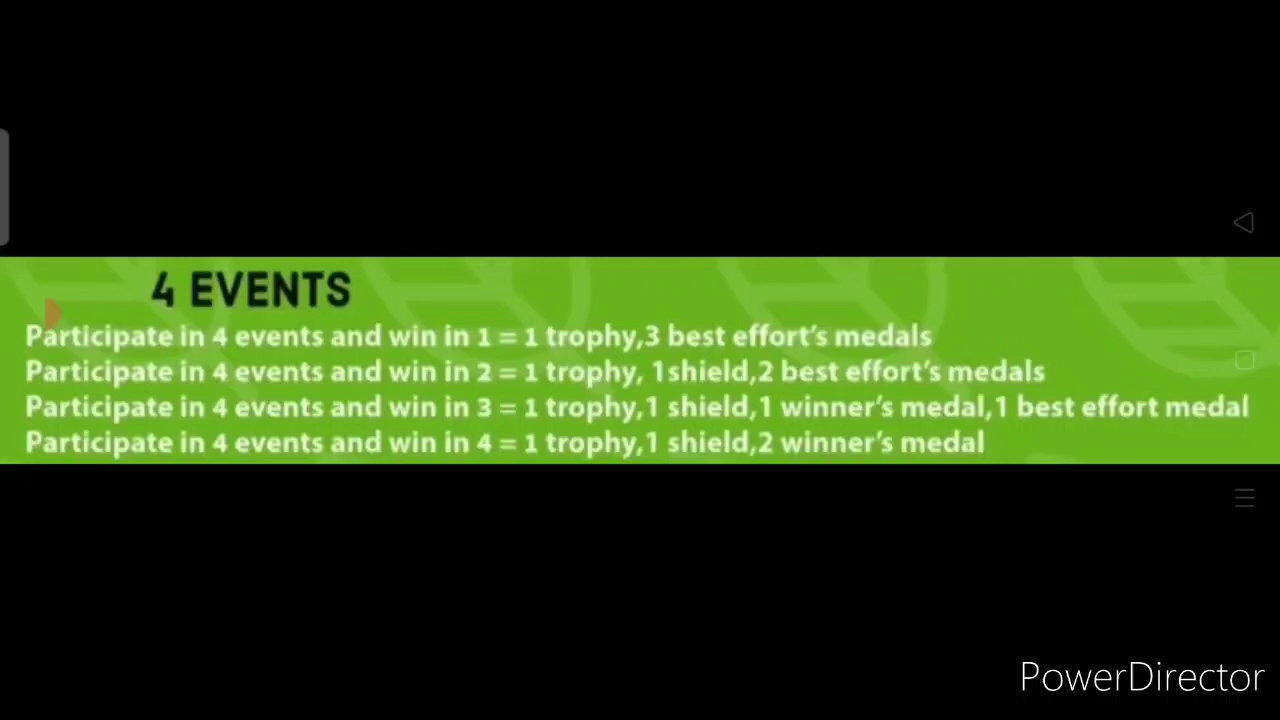 4 EVENTS
Participate in 4 events and win in 1 = 1 trophy,3 best effort's medals
Participate in 4 events and win in 2 = 1 trophy, 1shield,2 best effort's medals
Participate in 4 events and win in 3 = 1 trophy,1 shield,1 winner's medal,1 best effort medal
Participate in 4 events and win in 4 = 1 trophy,1 shield,2 winner's medal
PowerDirector